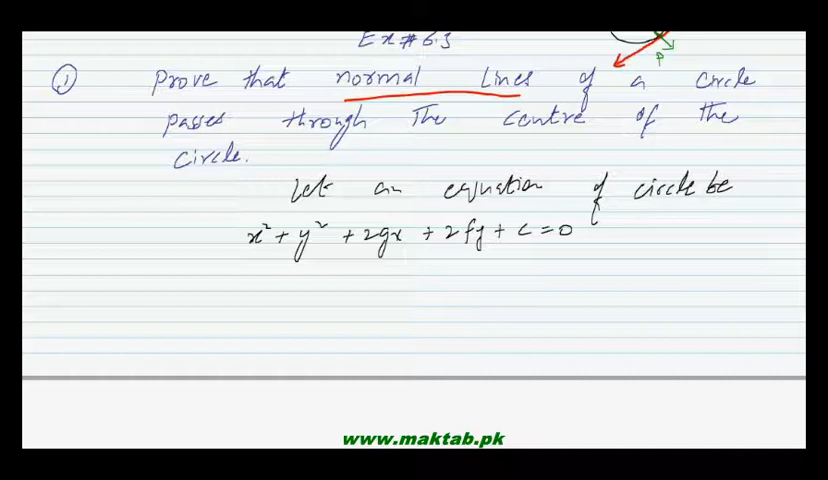 Ex # 6.3
P
① Prove that normal lines of a circle
passes through the centre of the
circle.
Let an equation of circle be
x² + y² + 2gx + 2fy + c = 0
www.maktab.pk